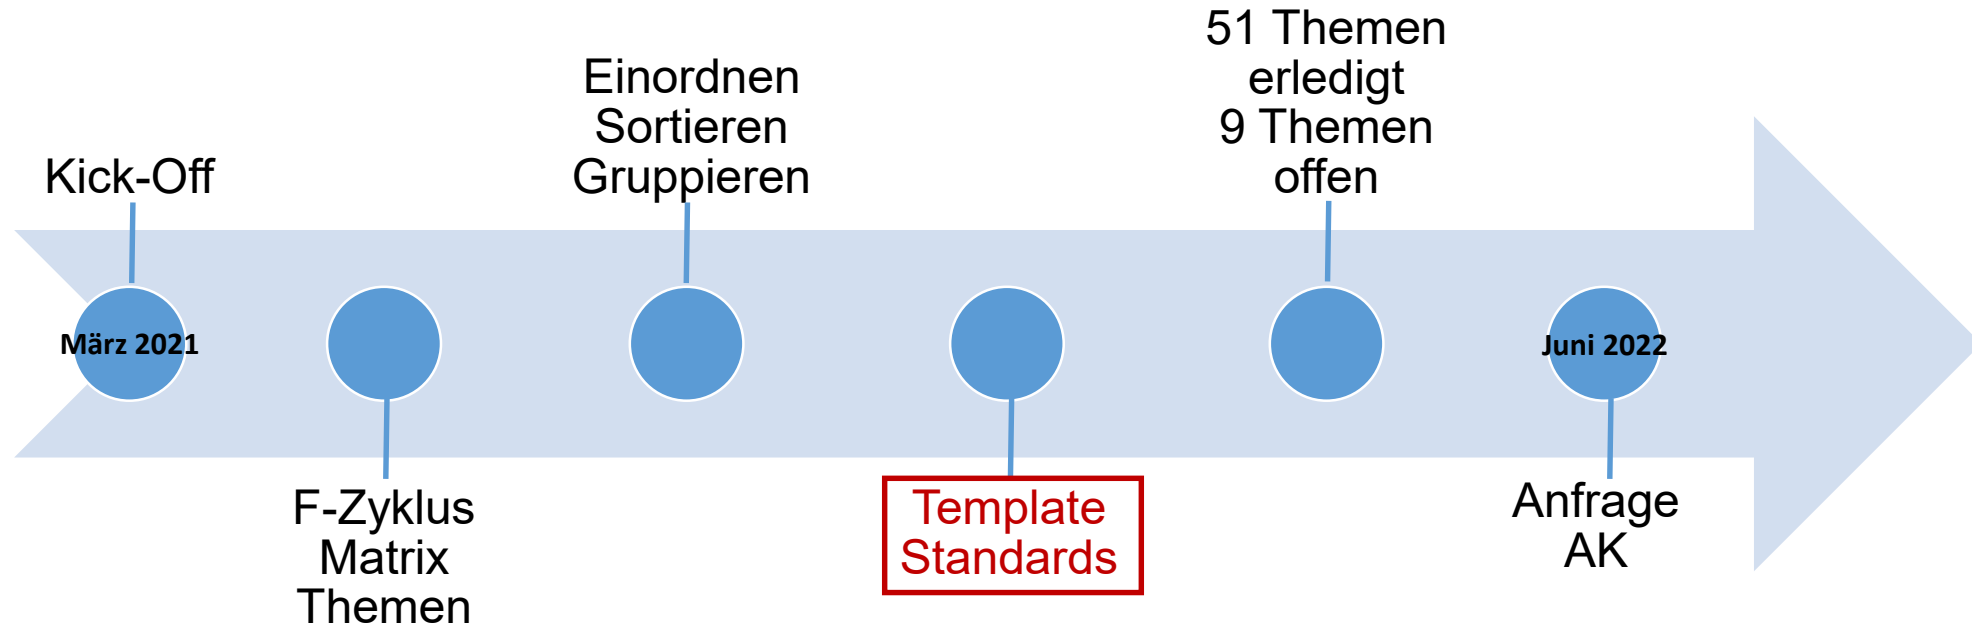 Kick-Off
März 2021
F-Zyklus
Matrix
Themen
Einordnen
Sortieren
Gruppieren
Template
Standards
51 Themen
erledigt
9 Themen
offen
Juni 2022
Anfrage
AK